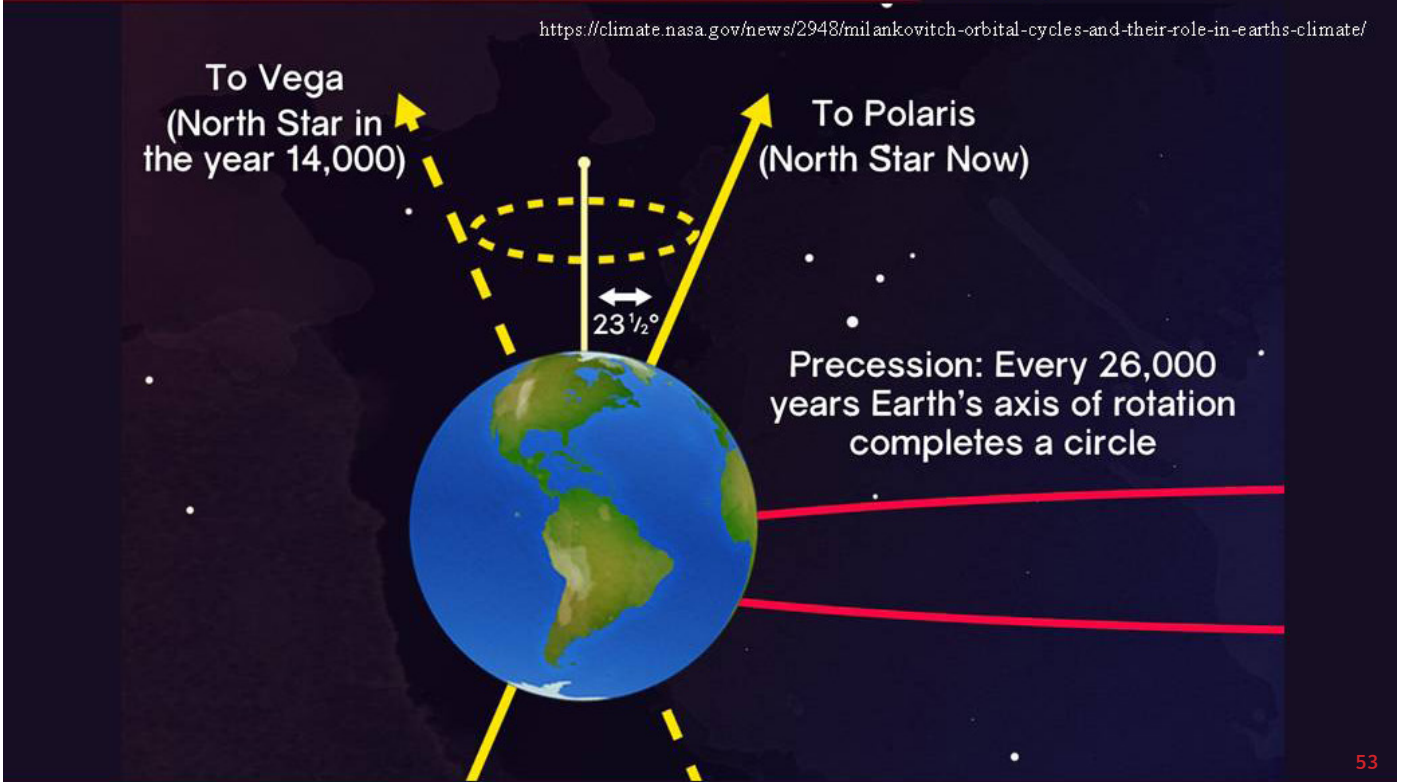 https://climate.nasa.gov/news/2948/milankovitch-orbital-cycles-and-their-role-in-earths-climate/
To Vega
(North Star in
the year 14,000)
To Polaris
(North Star Now)
23 ½°
Precession: Every 26,000
years Earth's axis of rotation
completes a circle
53